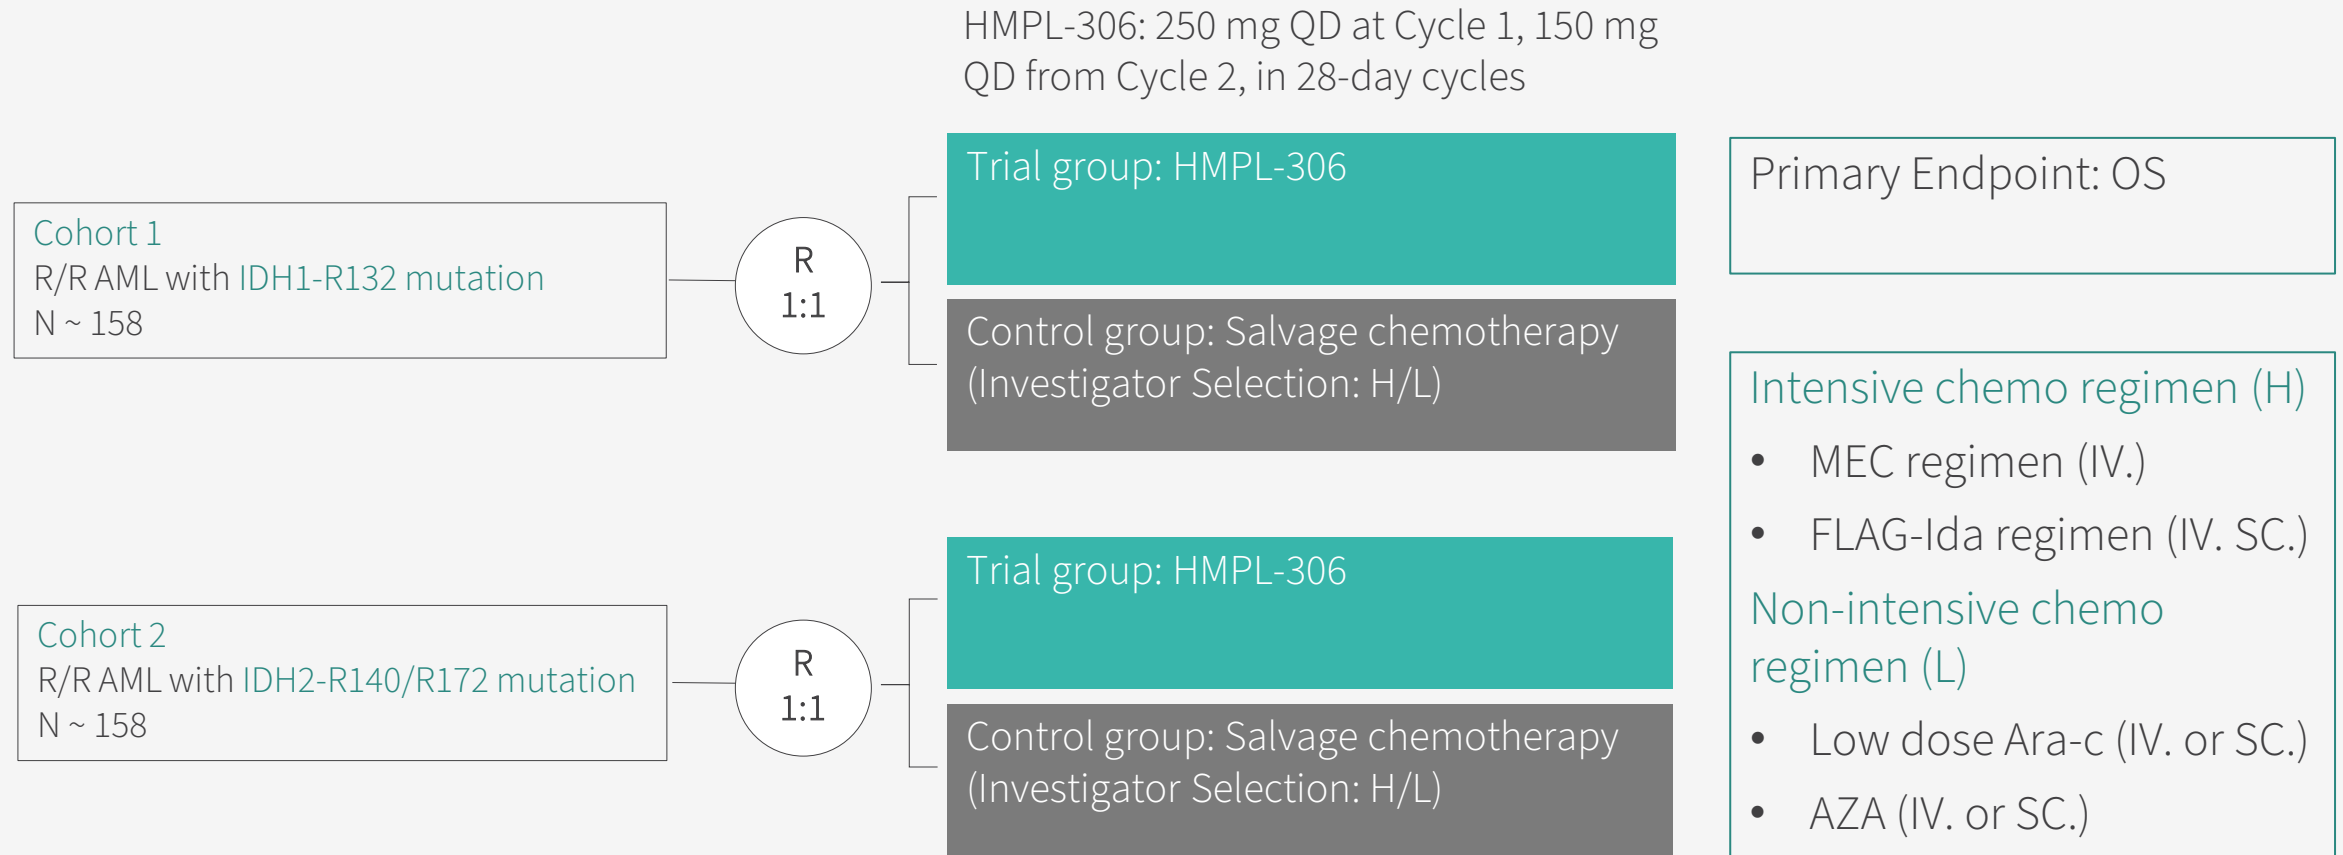 HMPL-306: 250 mg QD at Cycle 1, 150 mg
QD from Cycle 2, in 28-day cycles
Cohort 1
R/R AML with IDH1-R132 mutation
N ~ 158
R
1:1
Trial group: HMPL-306
Control group: Salvage chemotherapy
(Investigator Selection: H/L)
Cohort 2
R/R AML with IDH2-R140/R172 mutation
N ~ 158
R
1:1
Trial group: HMPL-306
Control group: Salvage chemotherapy
(Investigator Selection: H/L)
Primary Endpoint: OS
Intensive chemo regimen (H)
• MEC regimen (IV.)
• FLAG-Ida regimen (IV. SC.)
Non-intensive chemo
regimen (L)
• Low dose Ara-c (IV. or SC.)
• AZA (IV. or SC.)